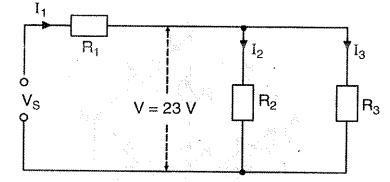 I1
R1
I2
I3
VS
V = 23 V
R2
R3